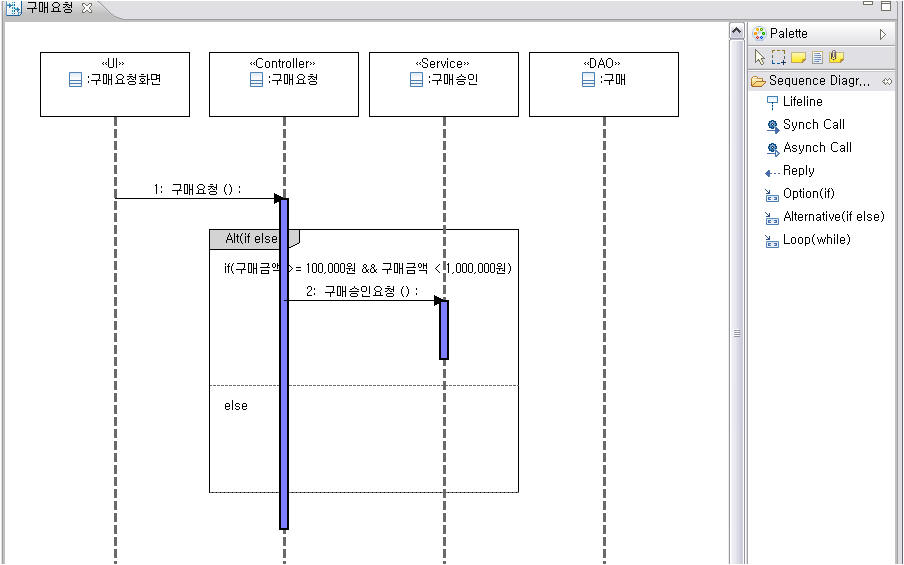 구매요청
«UI»
:구매요청화면
«Controller»
:구매요청
«Service»
:구매승인
«DAO»
:구매
1: 구매요청 () :
Alt(if else
if(구매금액 >= 100,000원 && 구매금액 < 1,000,000원)
2: 구매승인요청 () :
else
Palette
Sequence Diagr...
Lifeline
Synch Call
Asynch Call
Reply
Option(if)
Alternative(if else)
Loop(while)